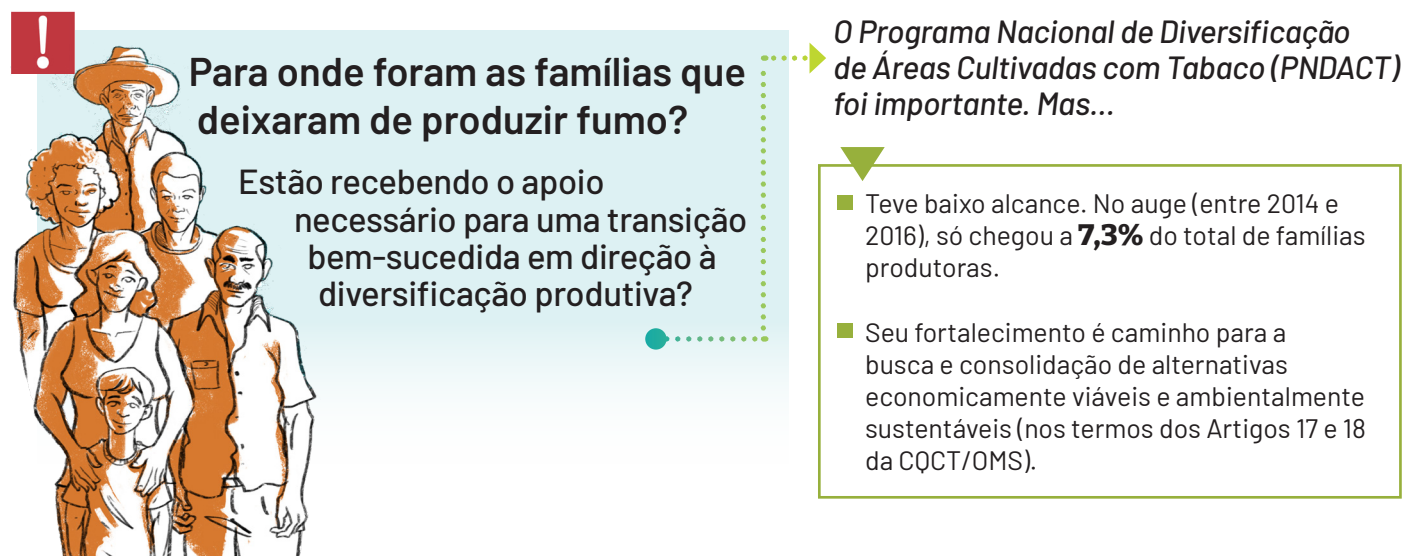 !
Para onde foram as famílias que
deixaram de produzir fumo?
Estão recebendo o apoio
necessário para uma transição
bem-sucedida em direção à
diversificação produtiva?
O Programa Nacional de Diversificação
de Áreas Cultivadas com Tabaco (PNDACT)
foi importante. Mas...
Teve baixo alcance. No auge (entre 2014 e
2016), só chegou a 7,3% do total de famílias
produtoras.
Seu fortalecimento é caminho para a
busca e consolidação de alternativas
economicamente viáveis e ambientalmente
sustentáveis (nos termos dos Artigos 17 e 18
da CQCT/OMS).